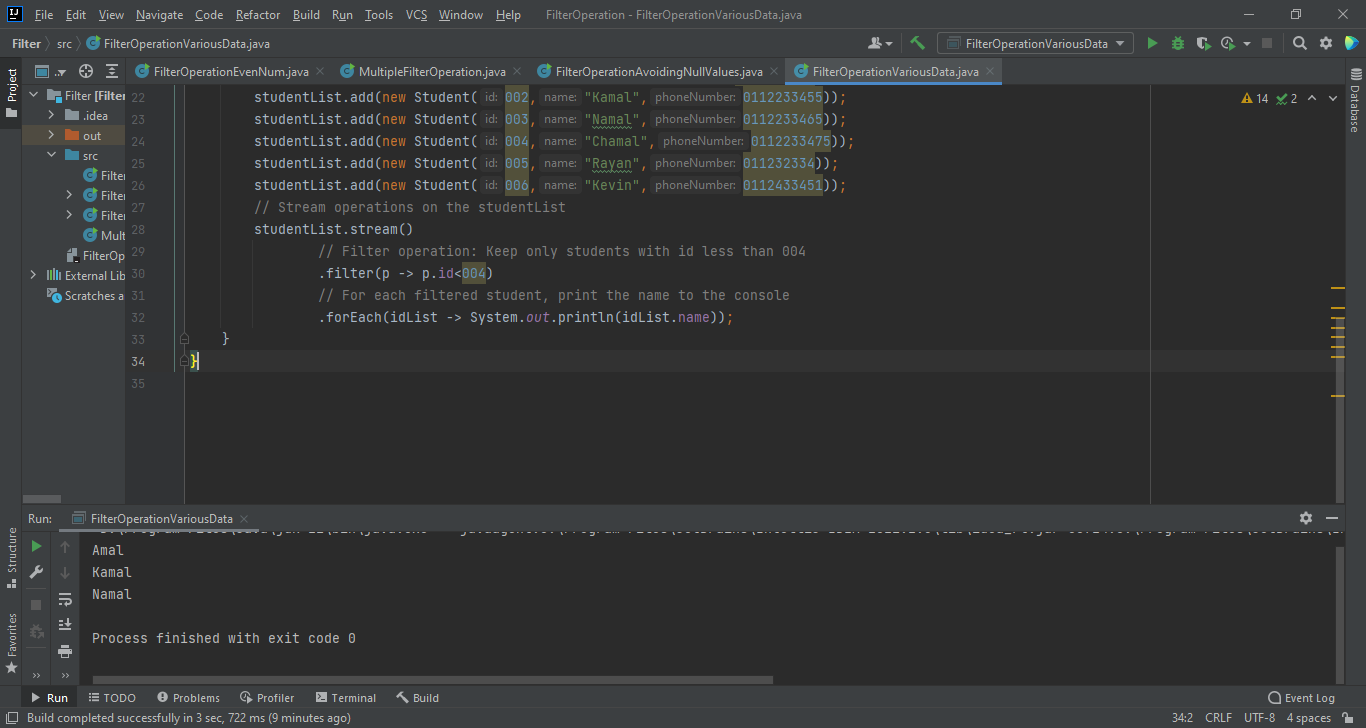 IJ File Edit View Navigate Code Refactor Build Run Tools VCS Window Help FilterOperation - FilterOperationVariousData.java
Filter src FilterOperationVariousData.java FilterOperationVariousData
Project .. FilterOperationEvenNum.java MultipleFilterOperation.java FilterOperationAvoidingNullValues.java FilterOperationVariousData.java
Filter [Filter
.idea
out
src
Filter
Filter
Filter
Mult
FilterOp
External Lib
Scratches a
22 studentList.add(new Student( id: 002, name: "Kamal", phoneNumber: 0112233455));
23 studentList.add(new Student( id: 003, name: "Namal", phoneNumber: 0112233465));
24 studentList.add(new Student( id: 004, name: "Chamal", phoneNumber: 0112233475));
25 studentList.add(new Student( id: 005, name: "Rayan", phoneNumber: 011232334));
26 studentList.add(new Student( id: 006, name: "Kevin", phoneNumber: 0112433451));
27 // Stream operations on the studentList
28 studentList.stream()
29 // Filter operation: Keep only students with id less than 004
30 .filter(p -> p.id<004)
31 // For each filtered student, print the name to the console
32 .forEach(idList -> System.out.println(idList.name));
33 }
34 }
35
14 2
Database
Structure
Favorites
Run: FilterOperationVariousData
Amal
Kamal
Namal
Process finished with exit code 0
Run TODO Problems Profiler Terminal Build Event Log
Build completed successfully in 3 sec, 722 ms (9 minutes ago) 34:2 CRLF UTF-8 4 spaces